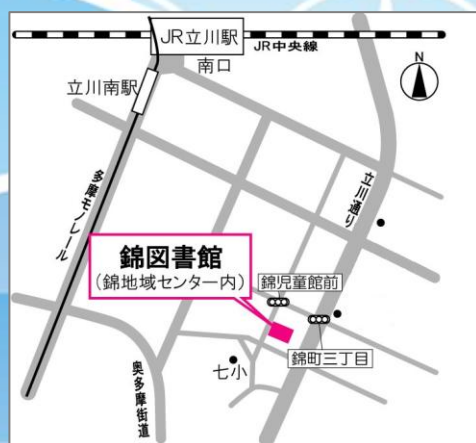 JR立川駅
JR中央線
南口
N
立川南駅
多摩モノレール
立川通り
錦図書館
（錦地域センター内）
錦児童館前
錦町三丁目
七小
奥多摩街道